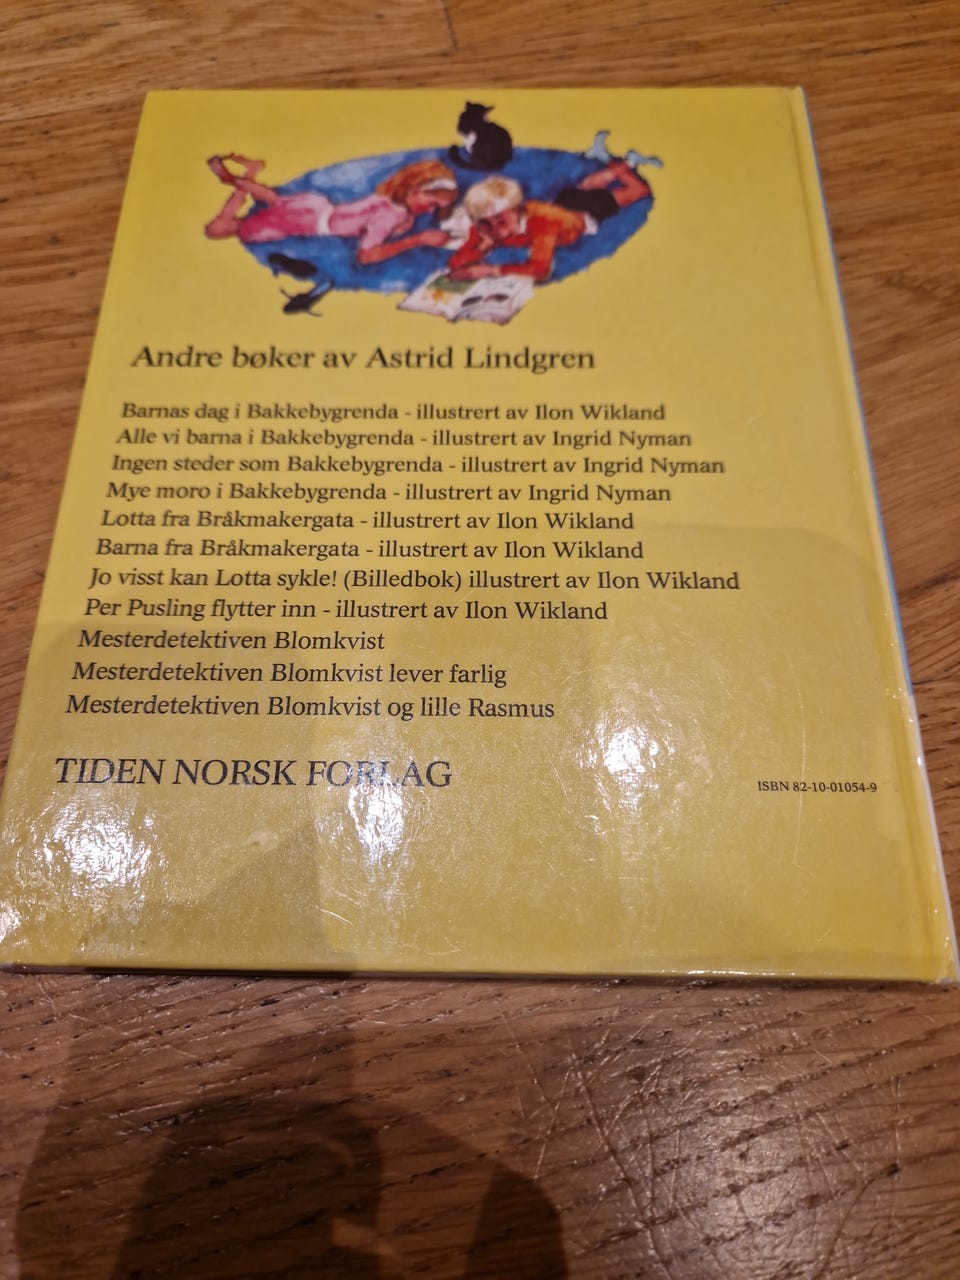 Andre bøker av Astrid Lindgren
Barnas dag i Bakkebygrenda - illustrert av Ilon Wikland
Alle vi barna i Bakkebygrenda - illustrert av Ingrid Nyman
Ingen steder som Bakkebygrenda - illustrert av Ingrid Nyman
Mye moro i Bakkebygrenda - illustrert av Ingrid Nyman
Lotta fra Bråkmakergata - illustrert av Ilon Wikland
Barna fra Bråkmakergata - illustrert av Ilon Wikland
Jo visst kan Lotta sykle! (Billedbok) illustrert av Ilon Wikland
Per Pusling flytter inn - illustrert av Ilon Wikland
Mesterdetektiven Blomkvist
Mesterdetektiven Blomkvist lever farlig
Mesterdetektiven Blomkvist og lille Rasmus
TIDEN NORSK FORLAG
ISBN 82-10-01054-9